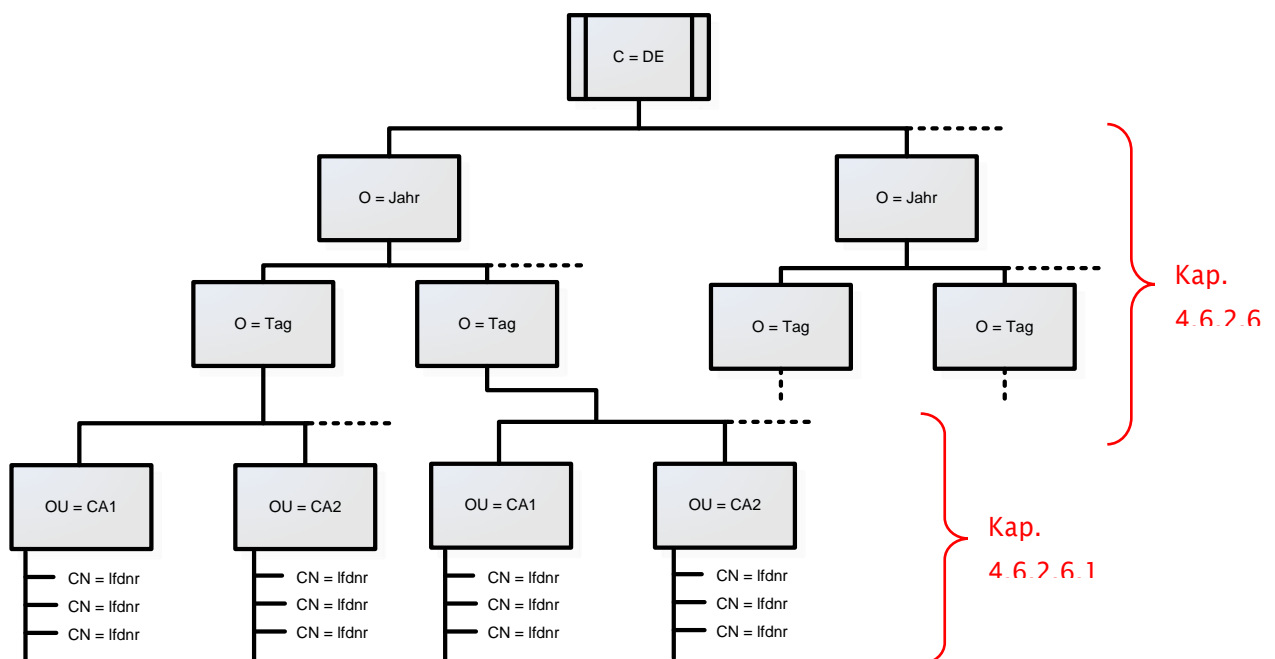 C = DE
O = Jahr
O = Jahr
O = Tag
O = Tag
O = Tag
O = Tag
Kap.
4.6.2.6
OU = CA1
OU = CA2
OU = CA1
OU = CA2
Kap.
4.6.2.6.1
CN = lfdnr
CN = lfdnr
CN = lfdnr
CN = lfdnr
CN = lfdnr
CN = lfdnr
CN = lfdnr
CN = lfdnr
CN = lfdnr
CN = lfdnr
CN = lfdnr
CN = lfdnr